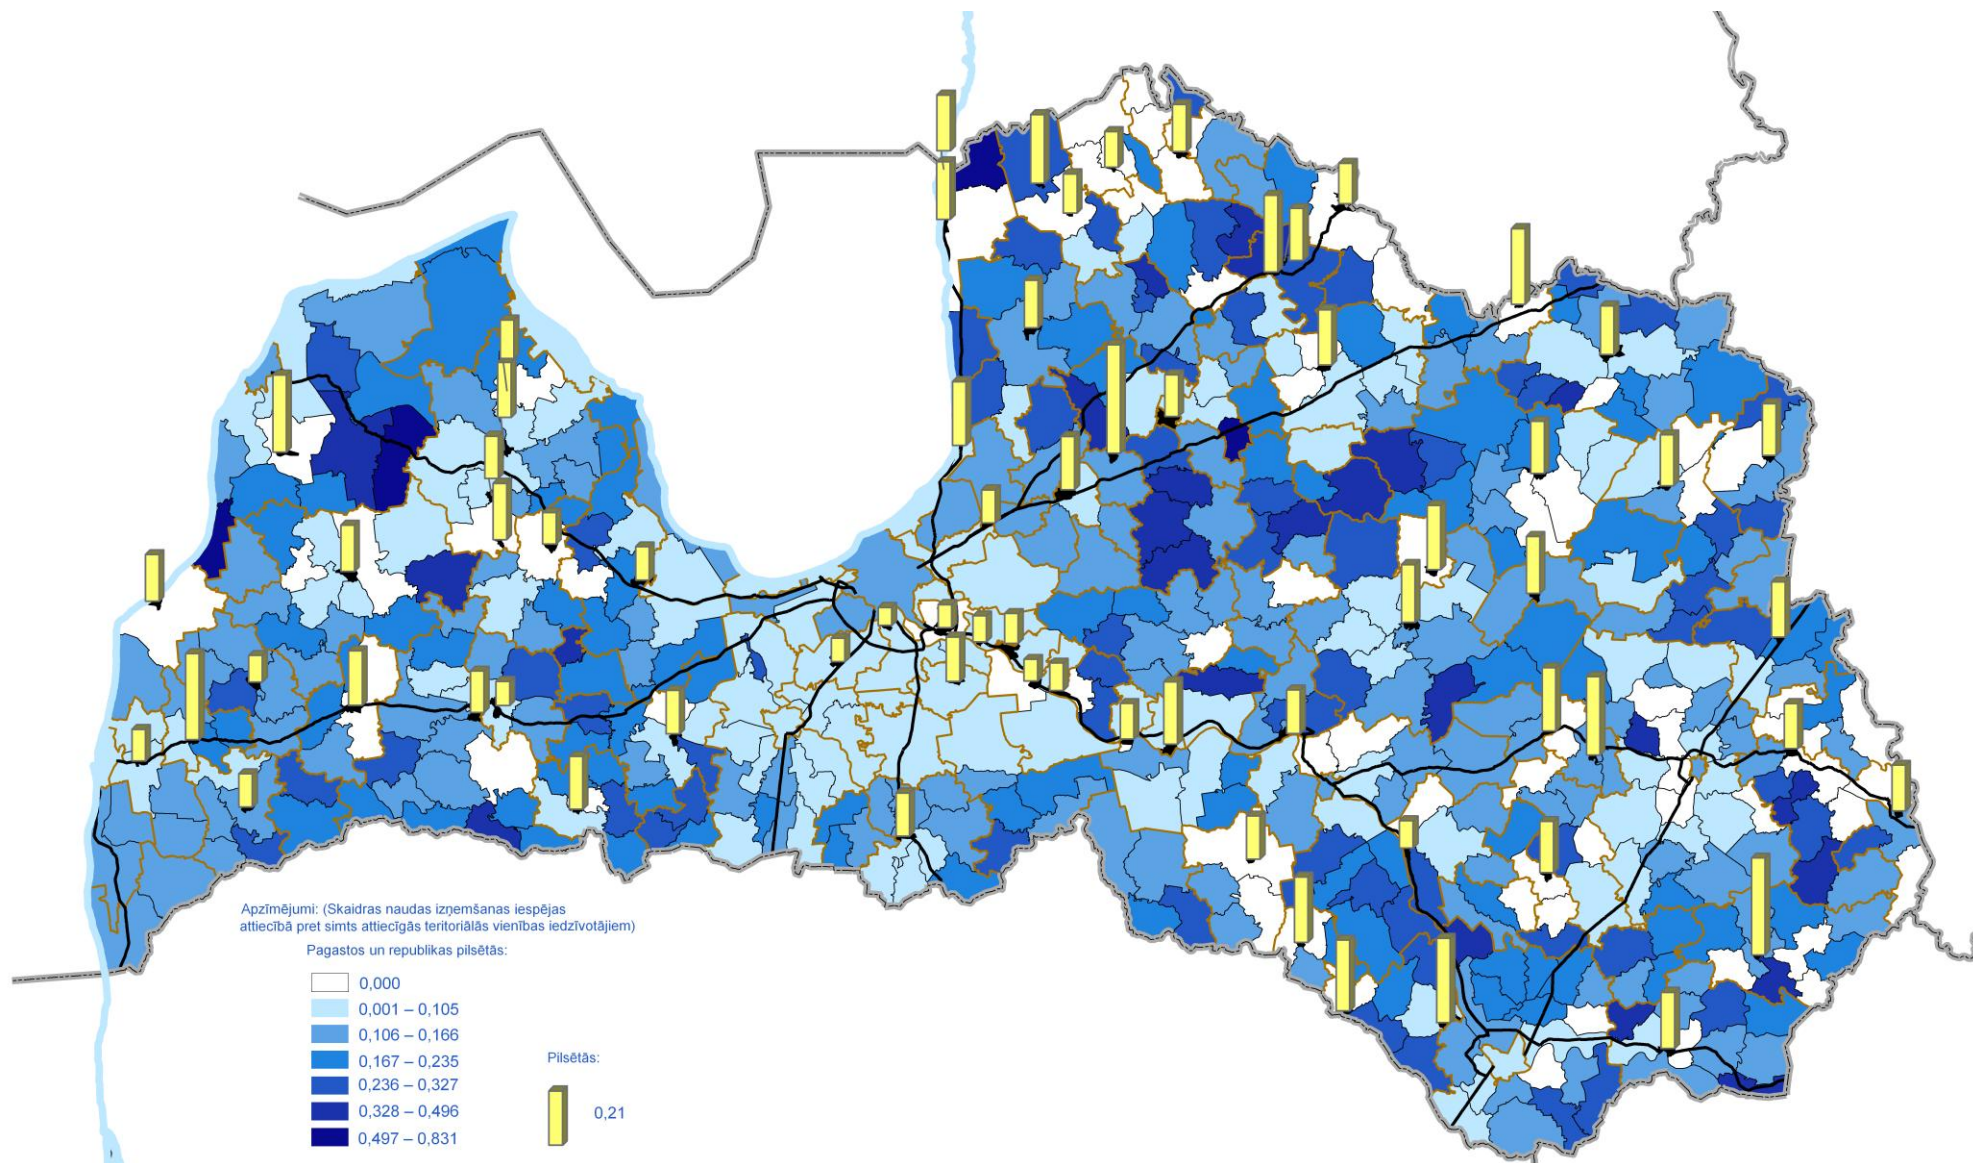 Apzīmējumi: (Skaidras naudas izņemšanas iespējas
attiecībā pret simts attiecīgās teritoriālās vienības iedzīvotājiem)
Pagastos un republikas pilsētās:
0,000
0,001 – 0,105
0,106 – 0,166
0,167 – 0,235
0,236 – 0,327
0,328 – 0,496
0,497 – 0,831
Pilsētās:
0,21